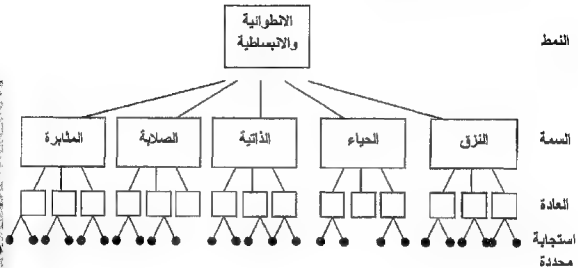 الانطوائية
والانبساطية
النمط
النزق
الحياء
الذاتية
الصلابة
المثابرة
السمة
العادة
استجابة
محددة